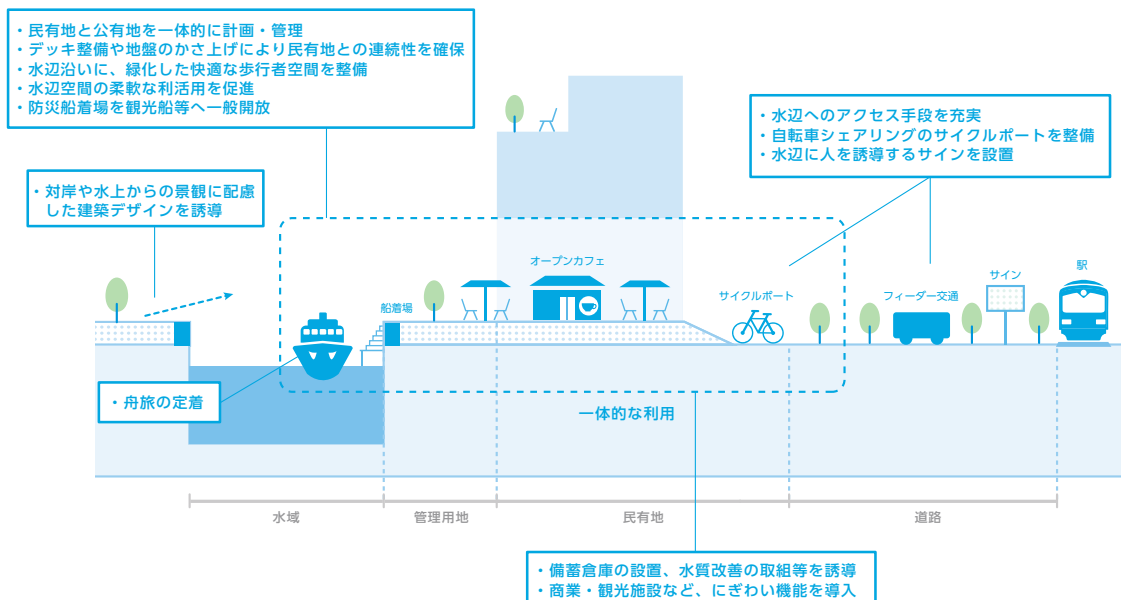 ・民有地と公有地を一体的に計画・管理
・デッキ整備や地盤のかさ上げにより民有地との連続性を確保
・水辺沿いに、緑化した快適な歩行者空間を整備
・水辺空間の柔軟な利活用を促進
・防災船着場を観光船等へ一般開放
・水辺へのアクセス手段を充実
・自転車シェアリングのサイクルポートを整備
・水辺に人を誘導するサインを設置
・対岸や水上からの景観に配慮
した建築デザインを誘導
オープンカフェ
駅
サイン
船着場
サイクルポート
フィーダー交通
・舟旅の定着
一体的な利用
水域
管理用地
民有地
道路
・備蓄倉庫の設置、水質改善の取組等を誘導
・商業・観光施設など、にぎわい機能を導入